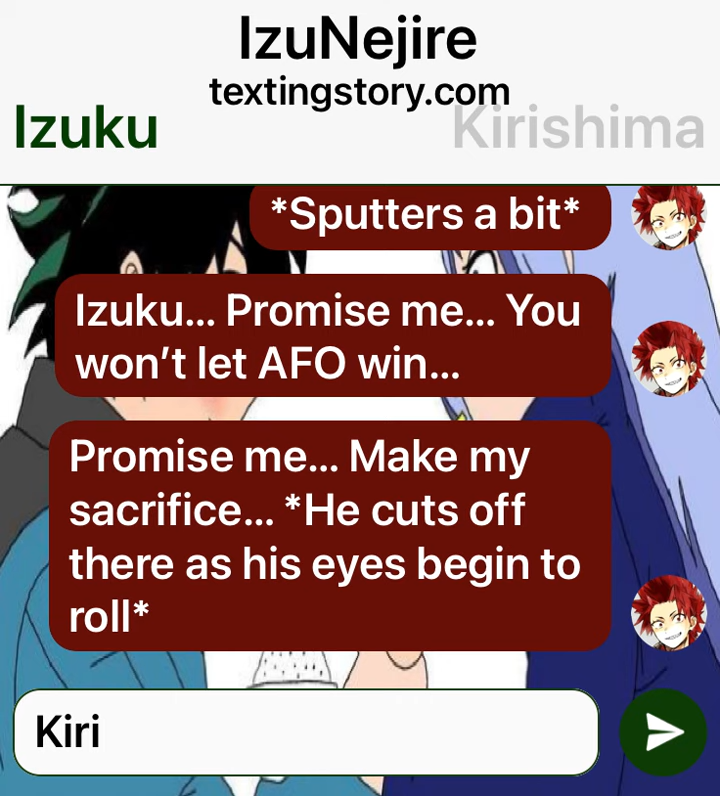 IzuNejire
textingstory.com
Izuku
Kirishima
*Sputters a bit*
Izuku... Promise me... You
won’t let AFO win...
Promise me... Make my
sacrifice... *He cuts off
there as his eyes begin to
roll*
Kiri